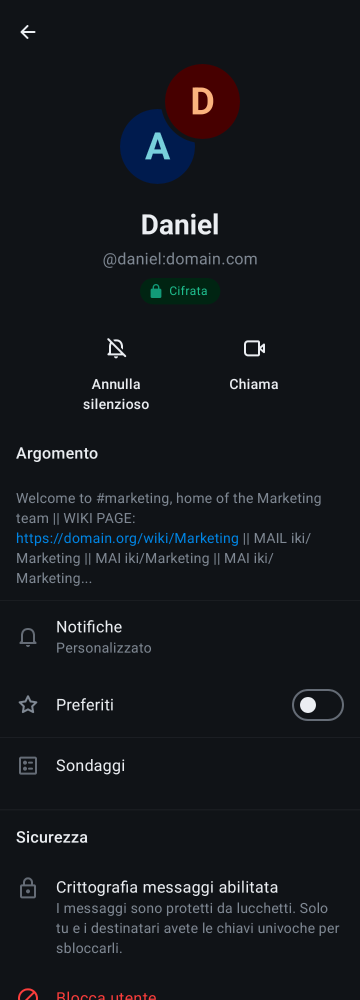 D
A
Daniel
@daniel:domain.com
Cifrata
Annulla
silenzioso
Chiama
Argomento
Welcome to #marketing, home of the Marketing
team || WIKI PAGE:
https://domain.org/wiki/Marketing || MAIL iki/
Marketing || MAI iki/Marketing || MAI iki/
Marketing...
Notifiche
Personalizzato
Preferiti
Sondaggi
Sicurezza
Crittografia messaggi abilitata
I messaggi sono protetti da lucchetti. Solo
tu e i destinatari avete le chiavi univoche per
sbloccarli.
Blocca utente